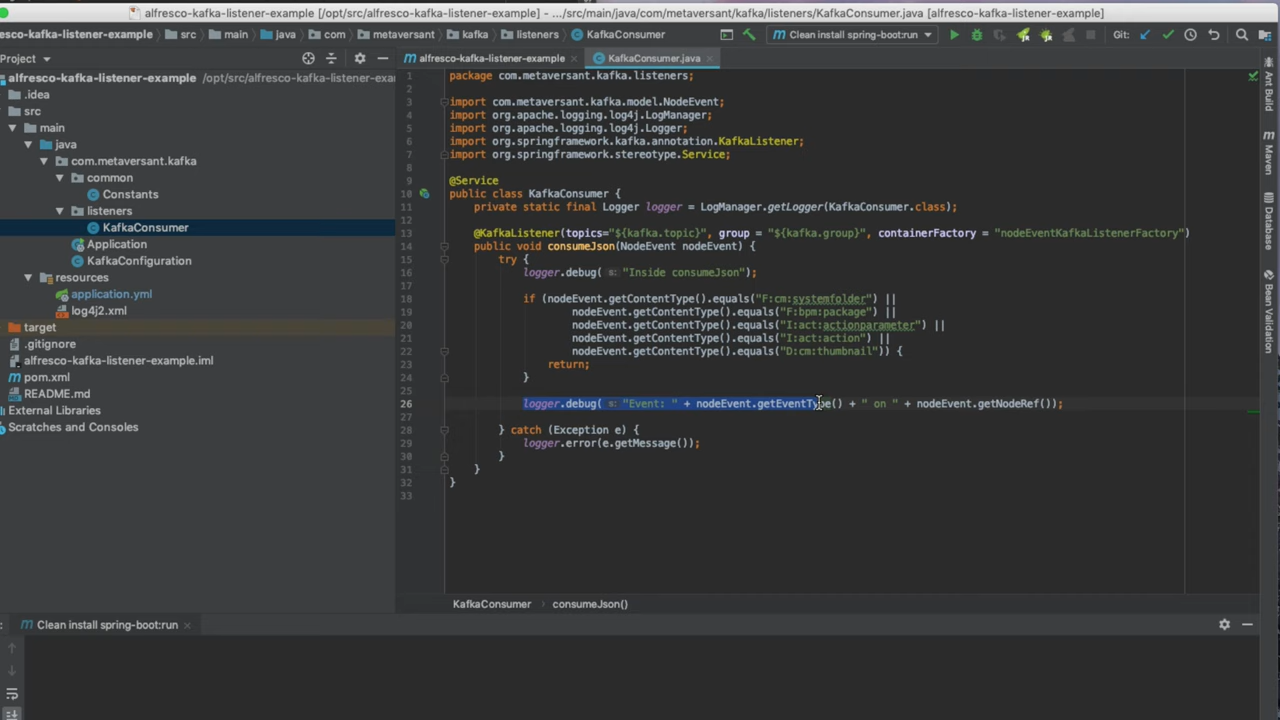 alfresco-kafka-listener-example [/opt/src/alfresco-kafka-listener-example] - .../src/main/java/com/metaversant/kafka/listeners/KafkaConsumer.java [alfresco-kafka-listener-example]
esco-kafka-listener-example src main java com metaversant kafka listeners KafkaConsumer Clean install spring-boot:run Git:
Project alfresco-kafka-listener-example KafkaConsumer.java
alfresco-kafka-listener-example /opt/src/alfresco-kafka-listener-exa
.idea
src
main
java
com.metaversant.kafka
common
Constants
listeners
KafkaConsumer
Application
KafkaConfiguration
resources
application.yml
log4j2.xml
target
.gitignore
alfresco-kafka-listener-example.iml
pom.xml
README.md
External Libraries
Scratches and Consoles
1 package com.metaversant.kafka.listeners;
2
3 import com.metaversant.kafka.model.NodeEvent;
4 import org.apache.logging.log4j.LogManager;
5 import org.apache.logging.log4j.Logger;
6 import org.springframework.kafka.annotation.KafkaListener;
7 import org.springframework.stereotype.Service;
8
9 @Service
10 public class KafkaConsumer {
11 private static final Logger logger = LogManager.getLogger(KafkaConsumer.class);
12
13 @KafkaListener(topics="${kafka.topic}", group = "${kafka.group}", containerFactory = "nodeEventKafkaListenerFactory")
14 public void consumeJson(NodeEvent nodeEvent) {
15 try {
16 logger.debug( s: "Inside consumeJson");
17
18 if (nodeEvent.getContentType().equals("F:cm:systemfolder") ||
19 nodeEvent.getContentType().equals("F:bpm:package") ||
20 nodeEvent.getContentType().equals("I:act:actionparameter") ||
21 nodeEvent.getContentType().equals("I:act:action") ||
22 nodeEvent.getContentType().equals("D:cm:thumbnail")) {
23 return;
24 }
25
26 logger.debug( s: "Event: " + nodeEvent.getEventType() + " on " + nodeEvent.getNodeRef());
27
28 } catch (Exception e) {
29 logger.error(e.getMessage());
30 }
31 }
32 }
33
KafkaConsumer consumeJson()
Ant Build
Maven
Database
Bean Validation
Clean install spring-boot:run